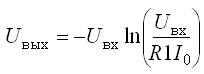 U_вых = −U_вх ln(U_вх / R1I_0)